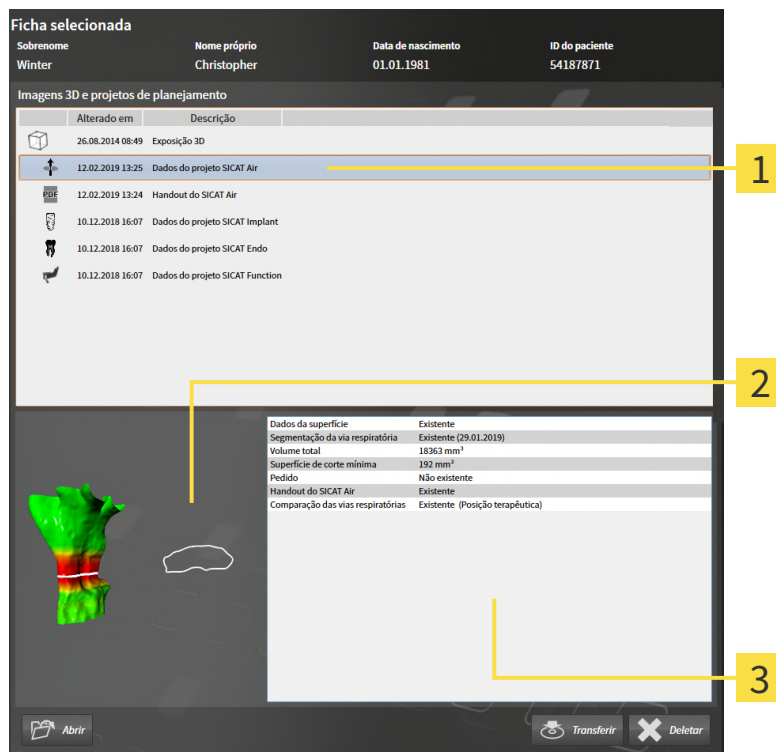 Ficha selecionada
Sobrenome Nome próprio Data de nascimento ID do paciente
Winter Christopher 01.01.1981 54187871
Imagens 3D e projetos de planejamento
Alterado em Descrição
26.08.2014 08:49 Exposição 3D
12.02.2019 13:25 Dados do projeto SICAT Air
1
PDF 12.02.2019 13:24 Handout do SICAT Air
10.12.2018 16:07 Dados do projeto SICAT Implant
10.12.2018 16:07 Dados do projeto SICAT Endo
10.12.2018 16:07 Dados do projeto SICAT Function
2
Dados da superfície Existente
Segmentação da via respiratória Existente (29.01.2019)
Volume total 18363 mm³
Superfície de corte mínima 192 mm²
Pedido Não existente
Handout do SICAT Air Existente
Comparação das vias respiratórias Existente (Posição terapêutica)
3
Abrir Transferir Deletar